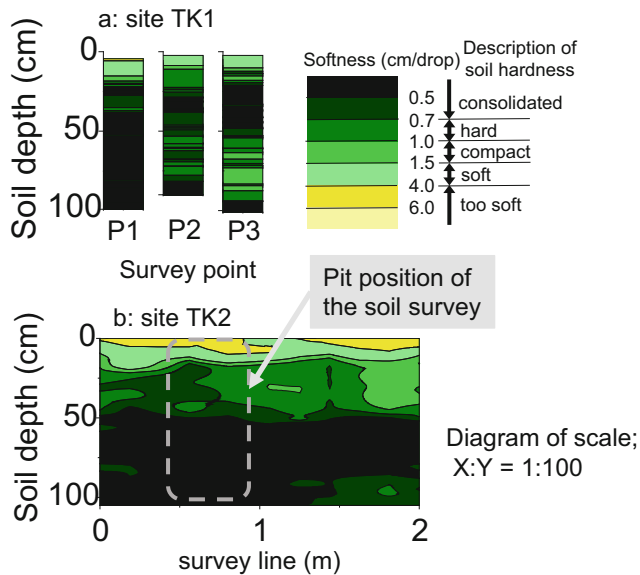 a: site TK1
Soil depth (cm)
0
50
100
P1 P2 P3
Survey point
Softness (cm/drop)
Description of
soil hardness
0.5
consolidated
0.7
hard
1.0
compact
1.5
soft
4.0
too soft
6.0
Pit position of
the soil survey
b: site TK2
Soil depth (cm)
0
50
100
0 1 2
survey line (m)
Diagram of scale;
X:Y = 1:100